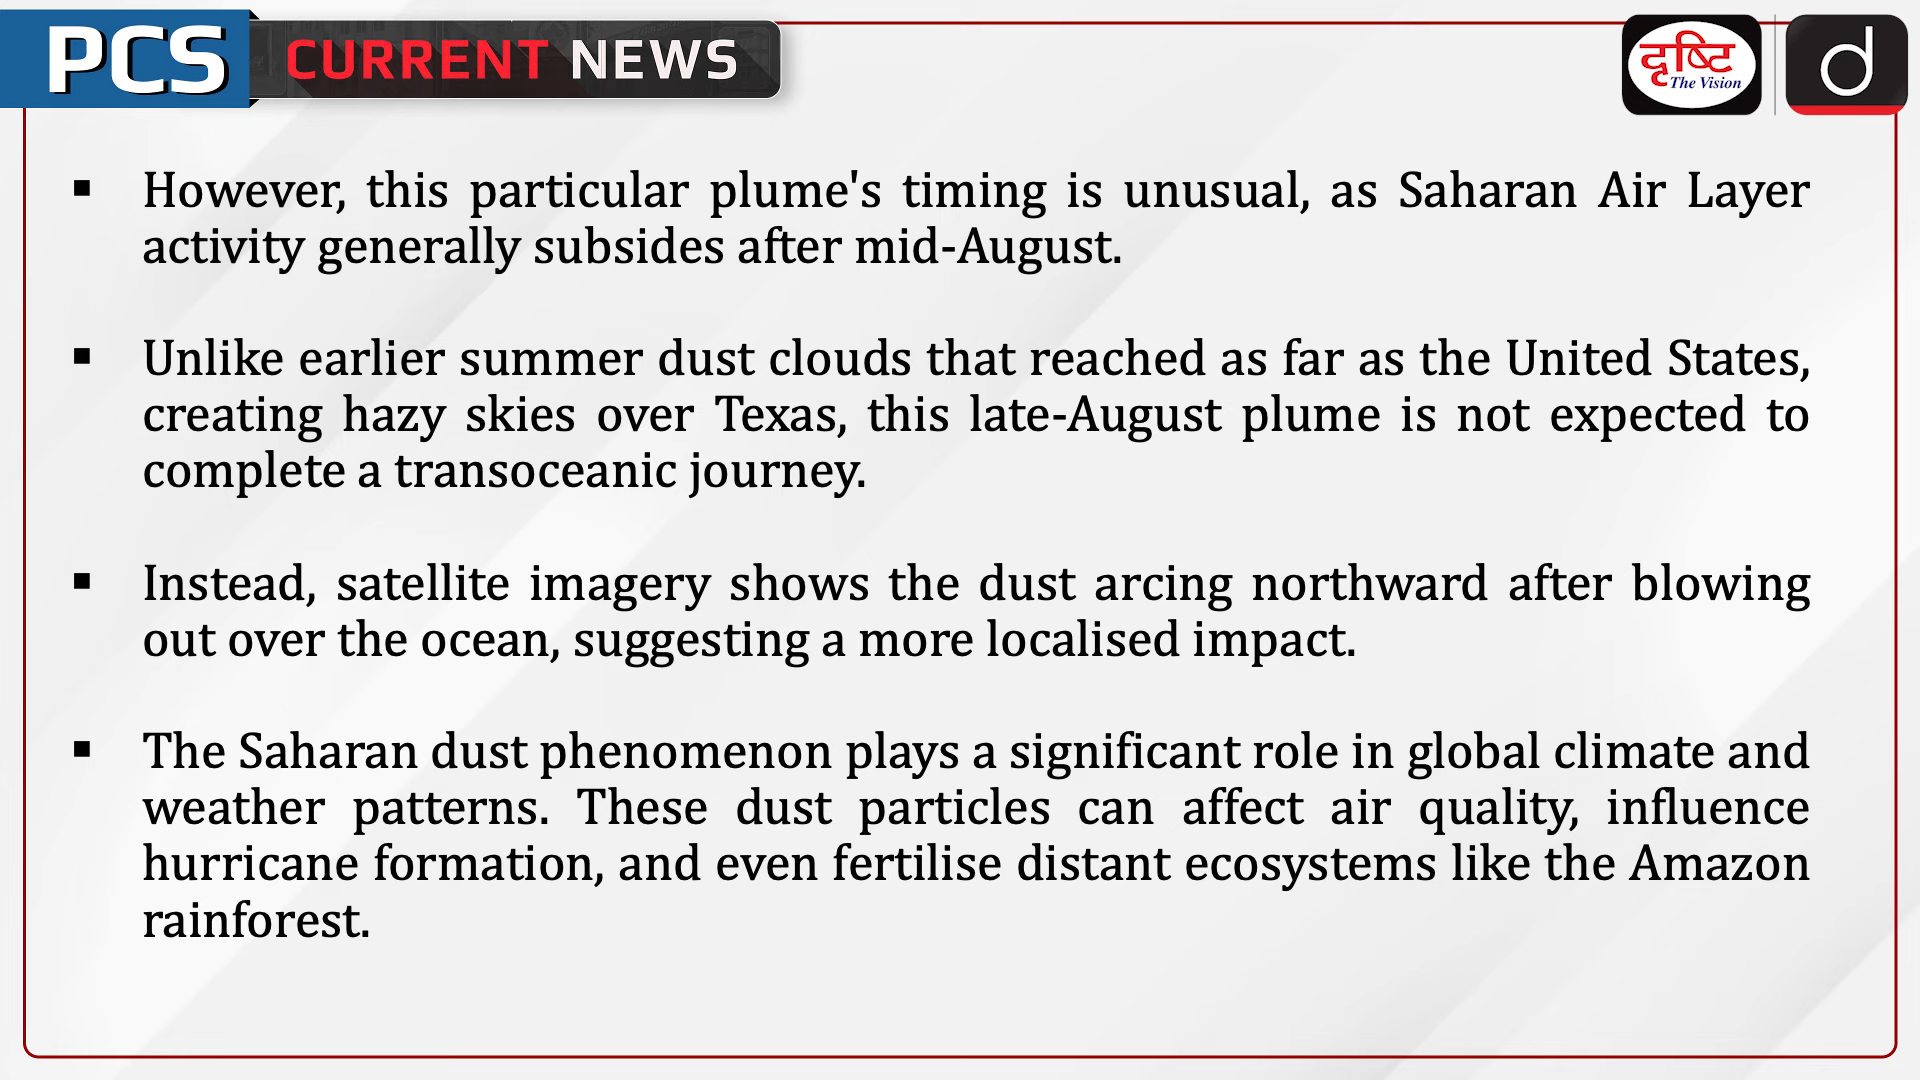 PCS CURRENT NEWS
दृष्टि
The Vision
d
▪ However, this particular plume's timing is unusual, as Saharan Air Layer
activity generally subsides after mid-August.
▪ Unlike earlier summer dust clouds that reached as far as the United States,
creating hazy skies over Texas, this late-August plume is not expected to
complete a transoceanic journey.
▪ Instead, satellite imagery shows the dust arcing northward after blowing
out over the ocean, suggesting a more localised impact.
▪ The Saharan dust phenomenon plays a significant role in global climate and
weather patterns. These dust particles can affect air quality, influence
hurricane formation, and even fertilise distant ecosystems like the Amazon
rainforest.